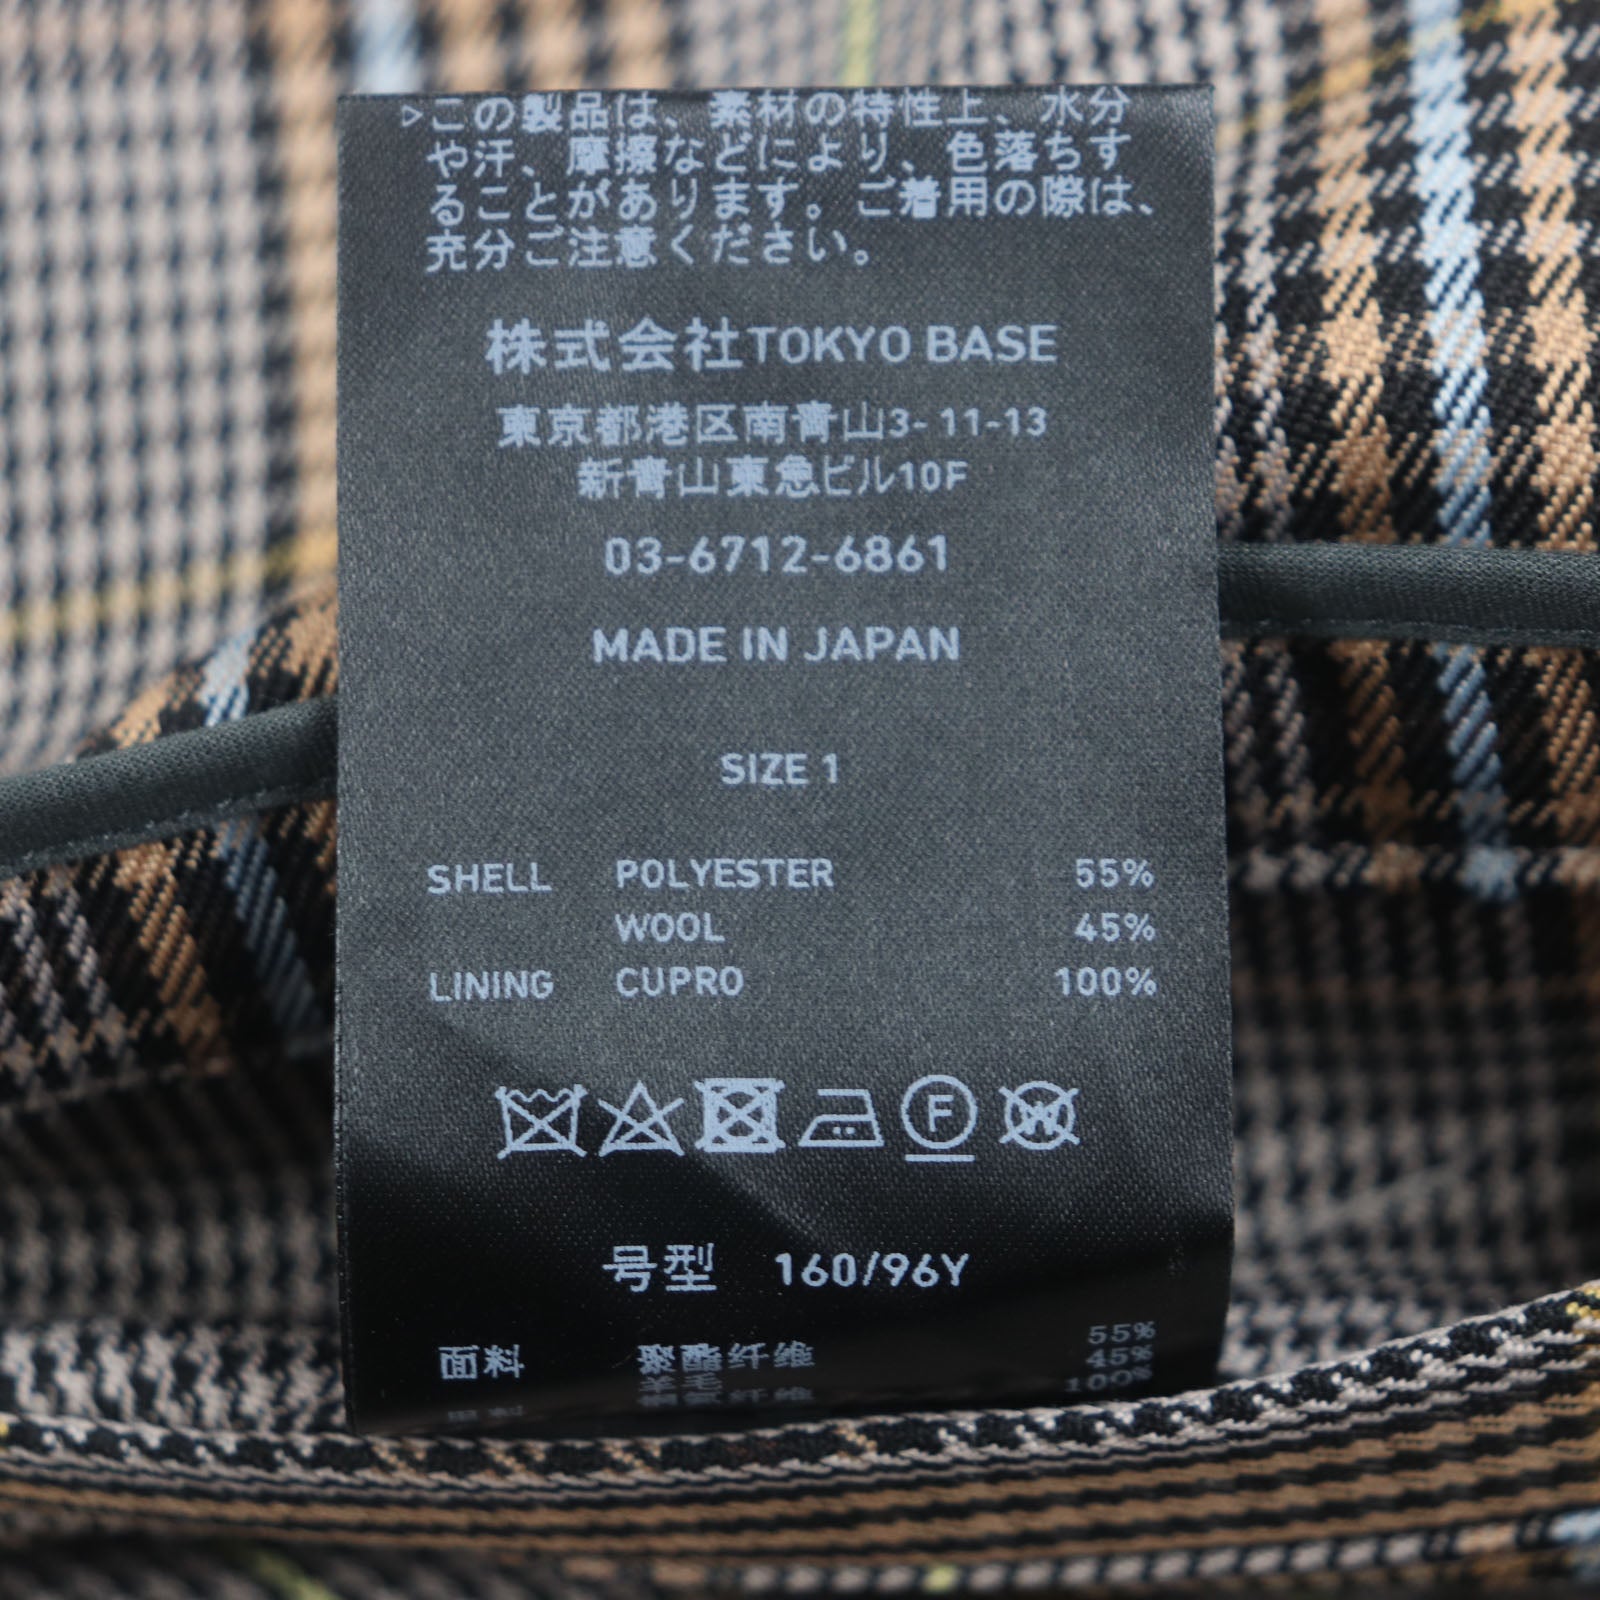 ▷この製品は、素材の特性上、水分
や汗、摩擦などにより、色落ちす
ることがあります。ご着用の際は、
充分ご注意ください。
株式会社TOKYO BASE
東京都港区南青山3-11-13
新青山東急ビル10F
03-6712-6861
MADE IN JAPAN
SIZE 1
SHELL POLYESTER 55%
WOOL 45%
LINING CUPRO 100%
F W
号型 160/96Y
面料 聚酯纤维 55%
羊毛 45%
纤维 100%